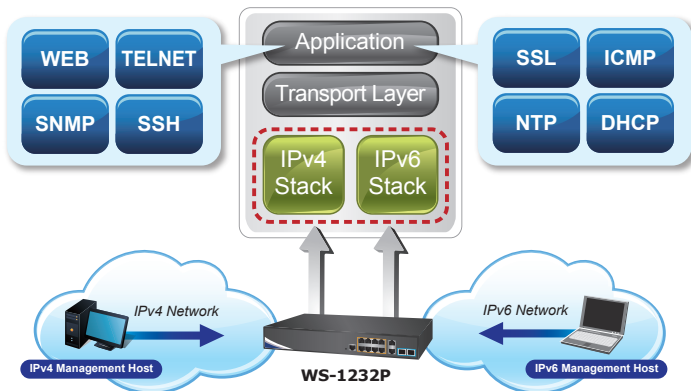 WEB
TELNET
SNMP
SSH
Application
Transport Layer
IPv4
Stack
IPv6
Stack
SSL
ICMP
NTP
DHCP
IPv4 Network
IPv4 Management Host
WS-1232P
IPv6 Network
IPv6 Management Host